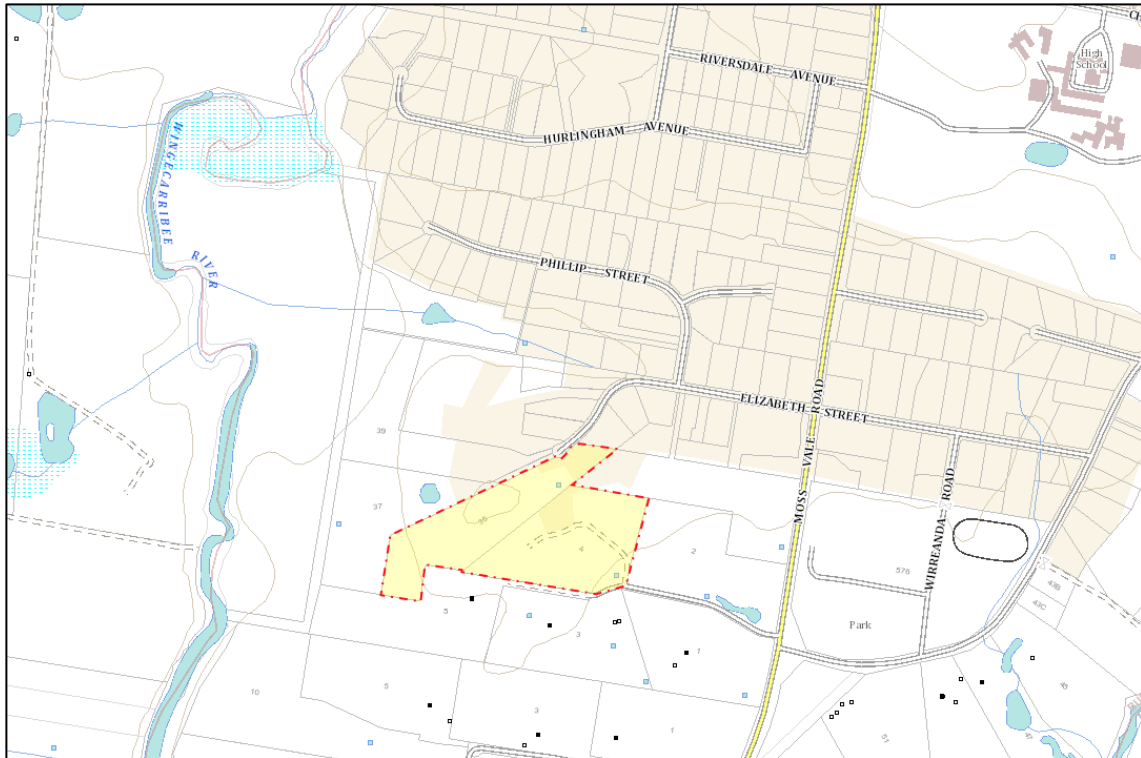 High
School
RIVERSDALE AVENUE
HURLINGHAM AVENUE
WINGECARRIBEE
RIVER
PHILLIP STREET
ELIZABETH STREET
MOSS VALE ROAD
WIRREANDA ROAD
39
37
36
4
2
576
43B
43C
Park
5
3
1
45
10
5
3
1
51
47